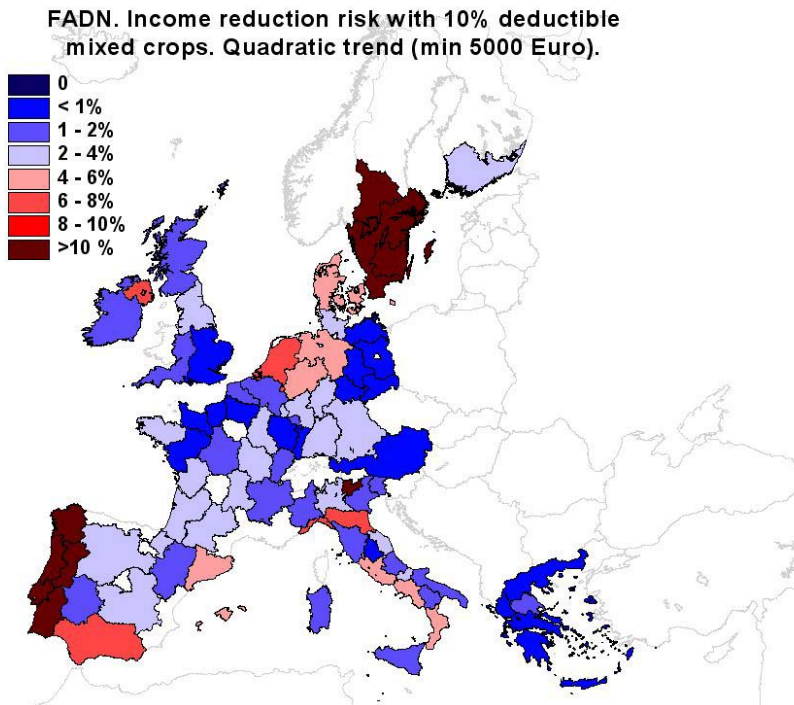 FADN. Income reduction risk with 10% deductible
mixed crops. Quadratic trend (min 5000 Euro).
0
< 1%
1 - 2%
2 - 4%
4 - 6%
6 - 8%
8 - 10%
>10 %